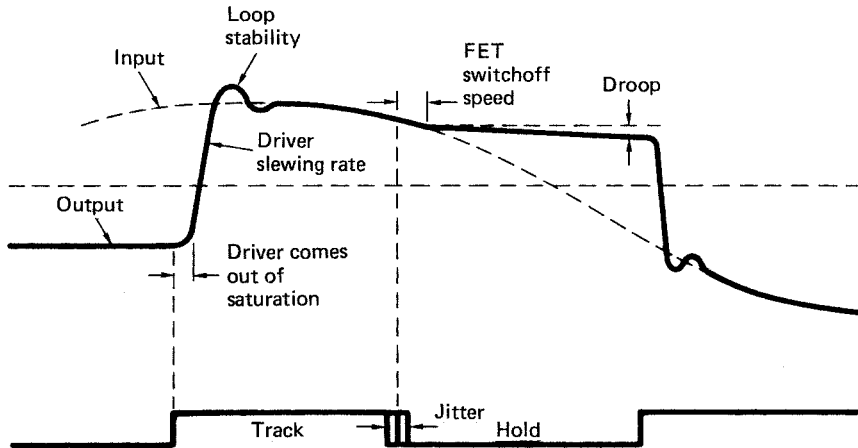 Loop
stability
Input
FET
switchoff
speed
Droop
Driver
slewing rate
Output
Driver comes
out of
saturation
Track
Jitter
Hold